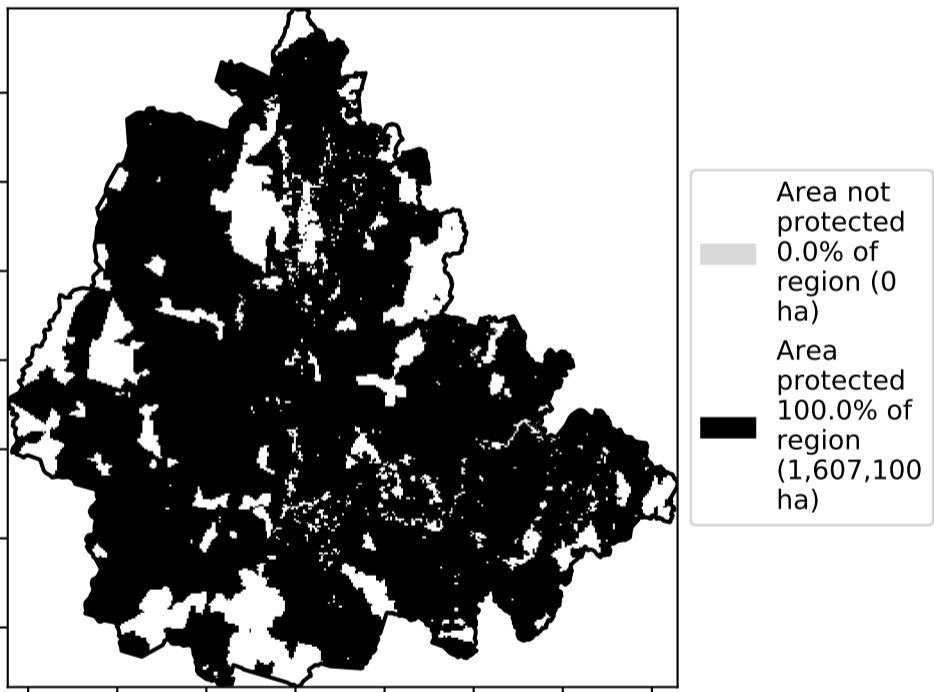 Area not
protected
0.0% of
region (0
ha)
Area
protected
100.0% of
region
(1,607,100
ha)